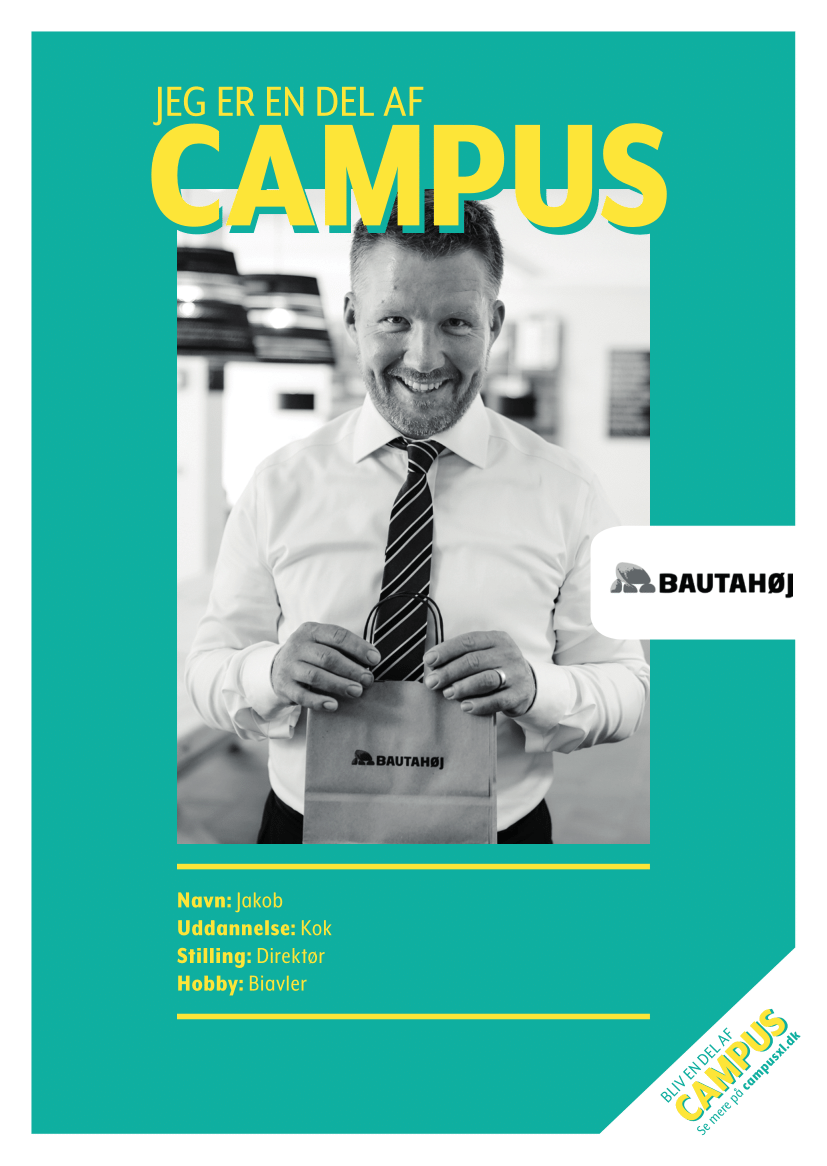 JEG ER EN DEL AF
CAMPUS
BAUTAHØJ
BAUTAHØJ
Navn: Jakob
Uddannelse: Kok
Stilling: Direktør
Hobby: Biavler
BLIV EN DEL AF
CAMPUS
Se mere på campusxl.dk